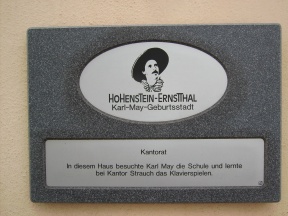 HOHENSTEIN-ERNSTTHAL
Karl-May-Geburtsstadt
Kantorat
In diesem Haus besuchte Karl May die Schule und lernte
bei Kantor Strauch das Klavierspielen.